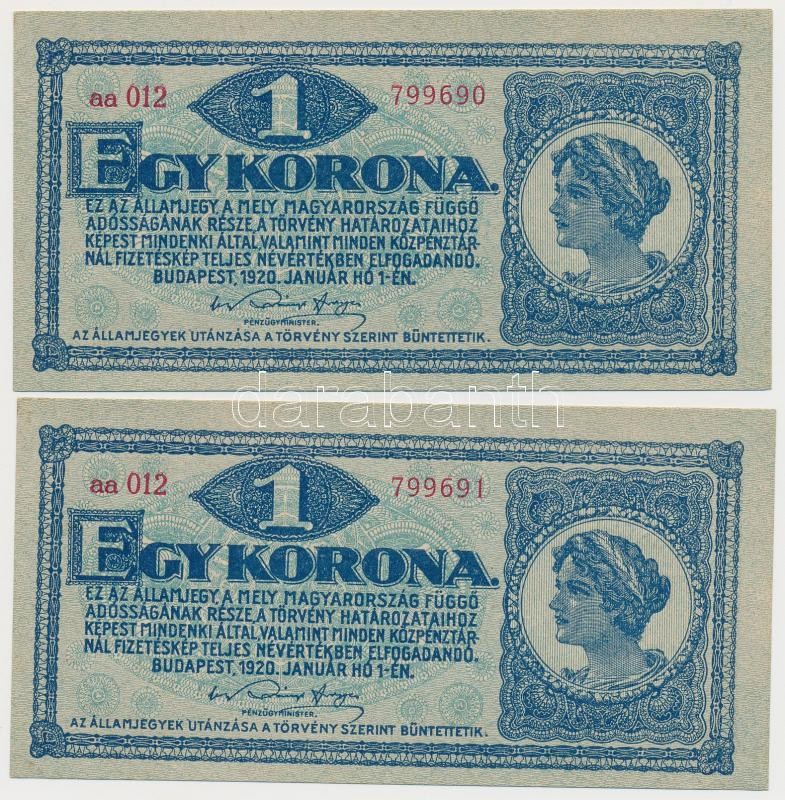 aa 012 1 799690
EGY KORONA.
EZ AZ ÁLLAMJEGY, A MELY MAGYARORSZÁG FÜGGŐ
ADÓSSÁGÁNAK RÉSZE, A TÖRVÉNY HATÁROZATAIHOZ
KÉPEST MINDENKI ÁLTAL VALAMINT MINDEN KÖZPÉNZTÁR-
NÁL FIZETÉSKÉP TELJES NÉVÉRTÉKBEN ELFOGADANDÓ.
BUDAPEST, 1920. JANUÁR HÓ 1-ÉN.
PÉNZÜGYMINISTER.
AZ ÁLLAMJEGYEK UTÁNZÁSA A TÖRVÉNY SZERINT BÜNTETTETIK.
darabanth
aa 012 1 799691
EGY KORONA.
EZ AZ ÁLLAMJEGY, A MELY MAGYARORSZÁG FÜGGŐ
ADÓSSÁGÁNAK RÉSZE, A TÖRVÉNY HATÁROZATAIHOZ
KÉPEST MINDENKI ÁLTAL VALAMINT MINDEN KÖZPÉNZTÁR-
NÁL FIZETÉSKÉP TELJES NÉVÉRTÉKBEN ELFOGADANDÓ.
BUDAPEST, 1920. JANUÁR HÓ 1-ÉN.
PÉNZÜGYMINISTER.
AZ ÁLLAMJEGYEK UTÁNZÁSA A TÖRVÉNY SZERINT BÜNTETTETIK.